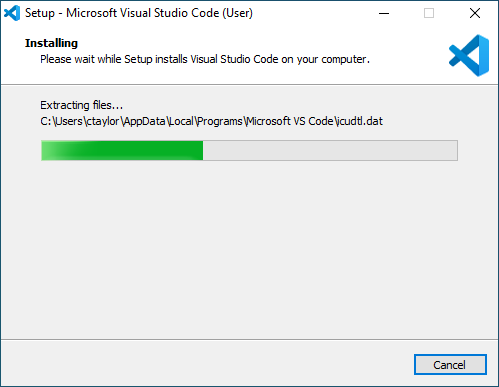 Setup - Microsoft Visual Studio Code (User)
Installing
Please wait while Setup installs Visual Studio Code on your computer.
Extracting files...
C:\Users\ctaylor\AppData\Local\Programs\Microsoft VS Code\icudtl.dat
Cancel